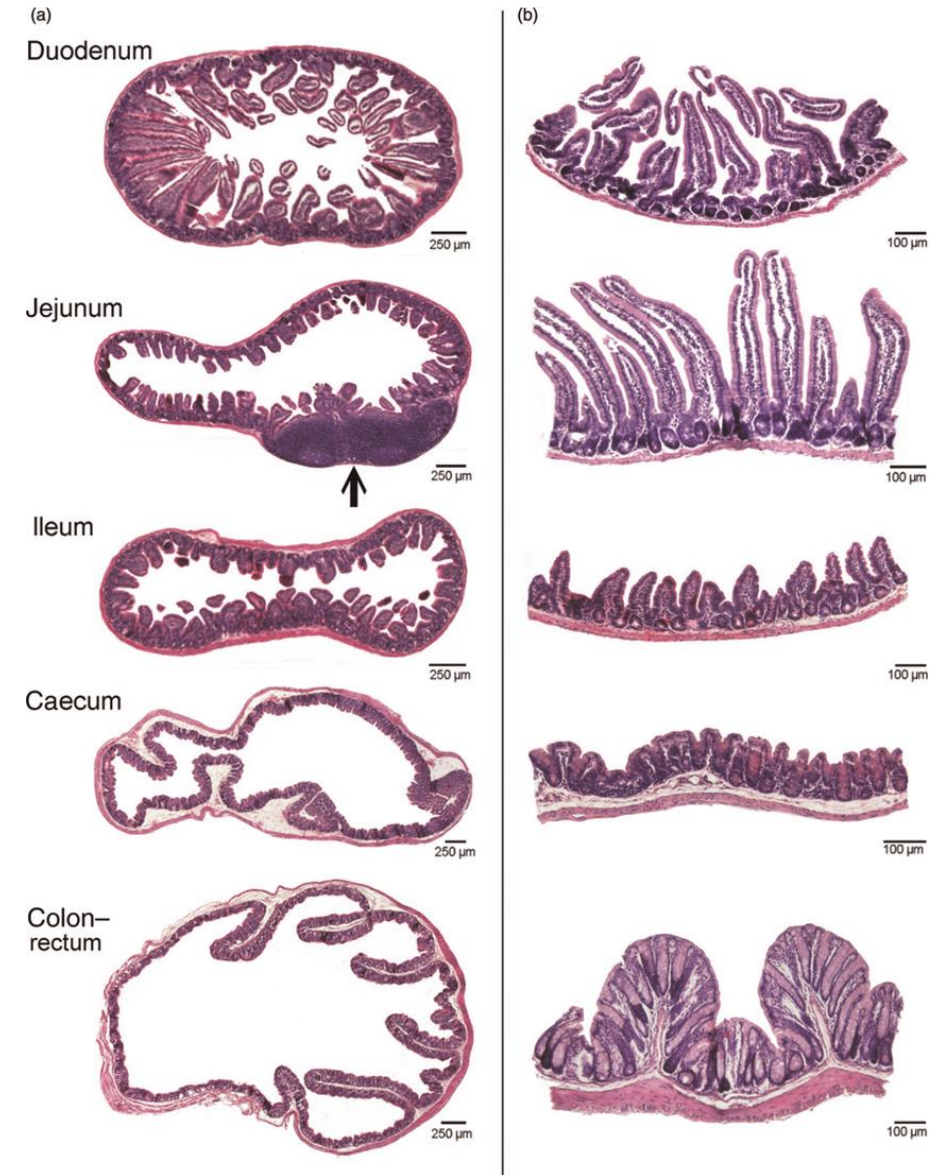 (a)
(b)
Duodenum
250 µm
100 µm
Jejunum
250 µm
100 µm
Ileum
250 µm
100 µm
Caecum
250 µm
100 µm
Colon–
rectum
250 µm
100 µm